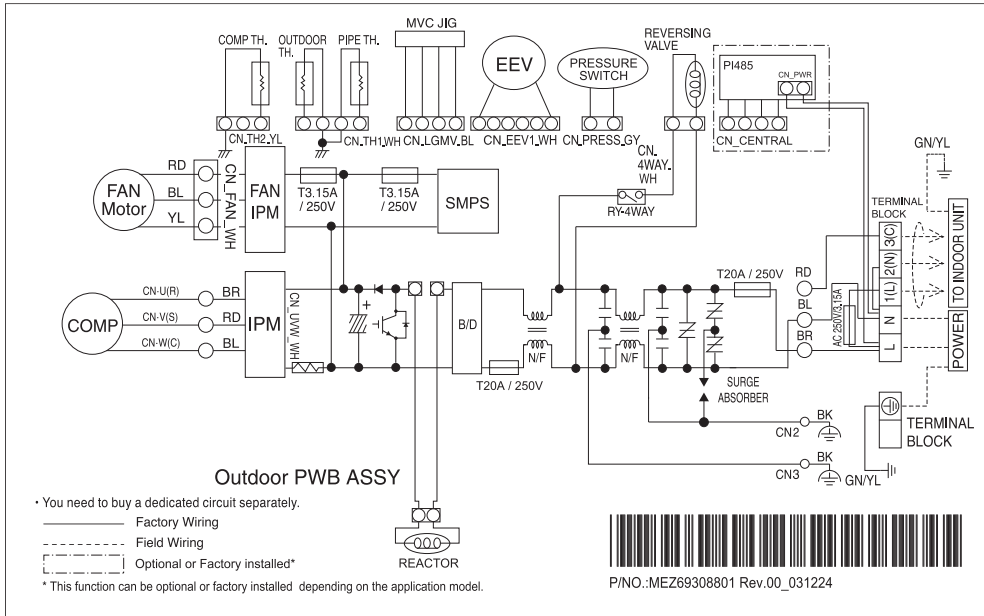 MVC JIG
REVERSING
VALVE
COMP TH.
OUTDOOR
TH.
PIPE TH.
EEV
PRESSURE
SWITCH
PI485
CN_PWR
CN_TH2_YL
CN_TH1_WH
CN_LGMV_BL
CN_EEV1_WH
CN_PRESS_GY
CN_CENTRAL
CN_
4WAY_
WH
RY-4WAY
GN/YL
FAN
Motor
RD
BL
YL
CN_FAN_WH
FAN
IPM
T3.15A
/ 250V
T3.15A
/ 250V
SMPS
TERMINAL
BLOCK
3(C)
2(N)
1(L)
N
L
TO INDOOR UNIT
POWER
AC 250V/3.15A
RD
BL
BR
T20A / 250V
COMP
CN-U(R)
CN-V(S)
CN-W(C)
BR
RD
BL
IPM
CN_UVW_WH
+
B/D
N/F
N/F
T20A / 250V
SURGE
ABSORBER
CN2
BK
CN3
BK
TERMINAL
BLOCK
GN/YL
Outdoor PWB ASSY
• You need to buy a dedicated circuit separately.
Factory Wiring
Field Wiring
Optional or Factory installed*
* This function can be optional or factory installed depending on the application model.
REACTOR
P/NO.:MEZ69308801 Rev.00_031224